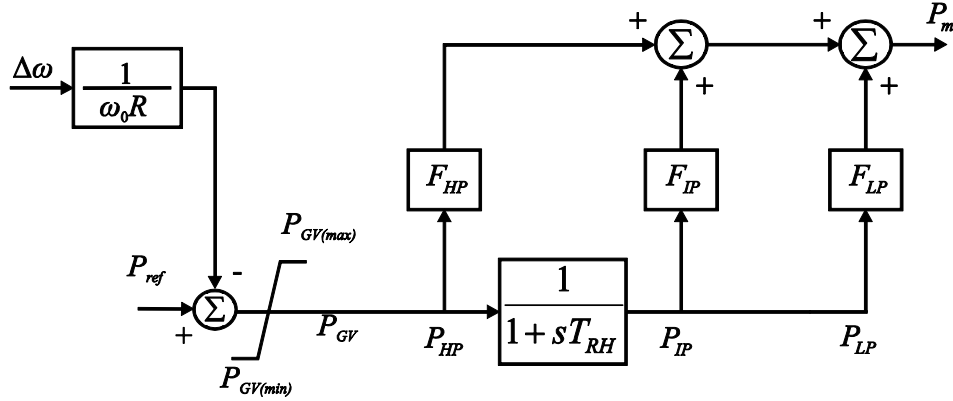 Δω
1
ω₀R
P_ref
+
-
Σ
P_GV(max)
P_GV(min)
P_GV
P_HP
F_HP
1
1 + sT_RH
P_IP
F_IP
+
+
Σ
P_LP
F_LP
+
+
Σ
P_m